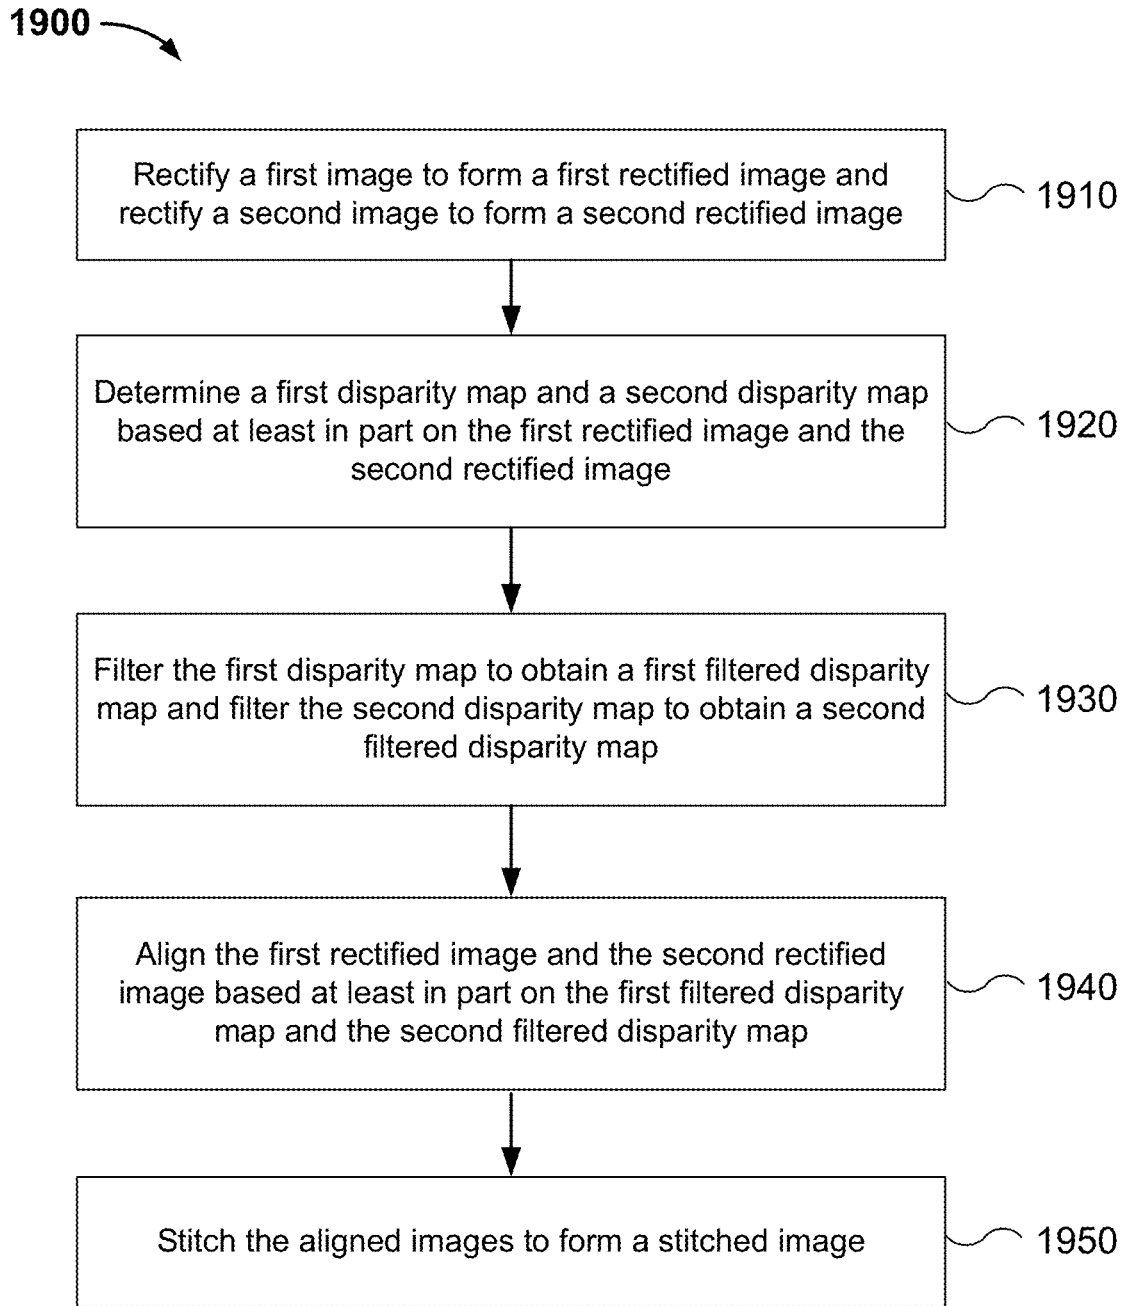 1900
Rectify a first image to form a first rectified image and
rectify a second image to form a second rectified image
1910
Determine a first disparity map and a second disparity map
based at least in part on the first rectified image and the
second rectified image
1920
Filter the first disparity map to obtain a first filtered disparity
map and filter the second disparity map to obtain a second
filtered disparity map
1930
Align the first rectified image and the second rectified
image based at least in part on the first filtered disparity
map and the second filtered disparity map
1940
Stitch the aligned images to form a stitched image
1950